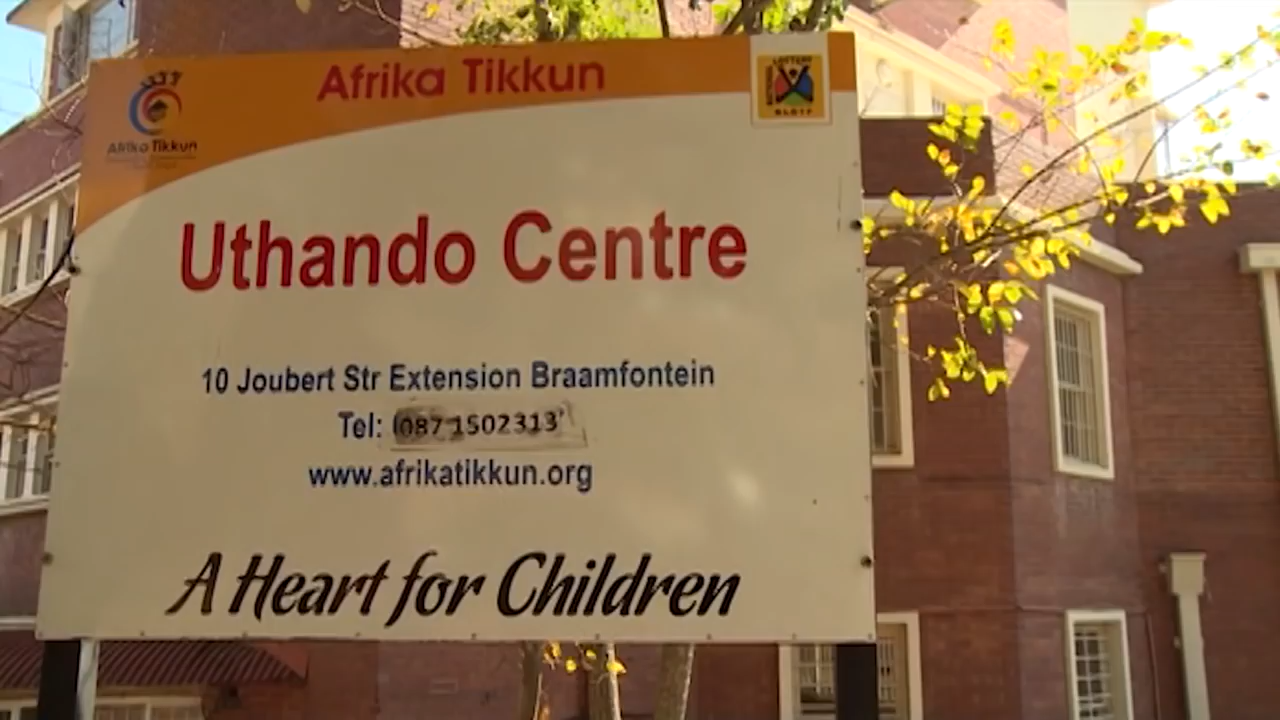 Afrika Tikkun
Afrika Tikkun
LOTTERY
Uthando Centre
10 Joubert Str Extension Braamfontein
Tel: 087 1502313
www.afrikatikkun.org
A Heart for Children